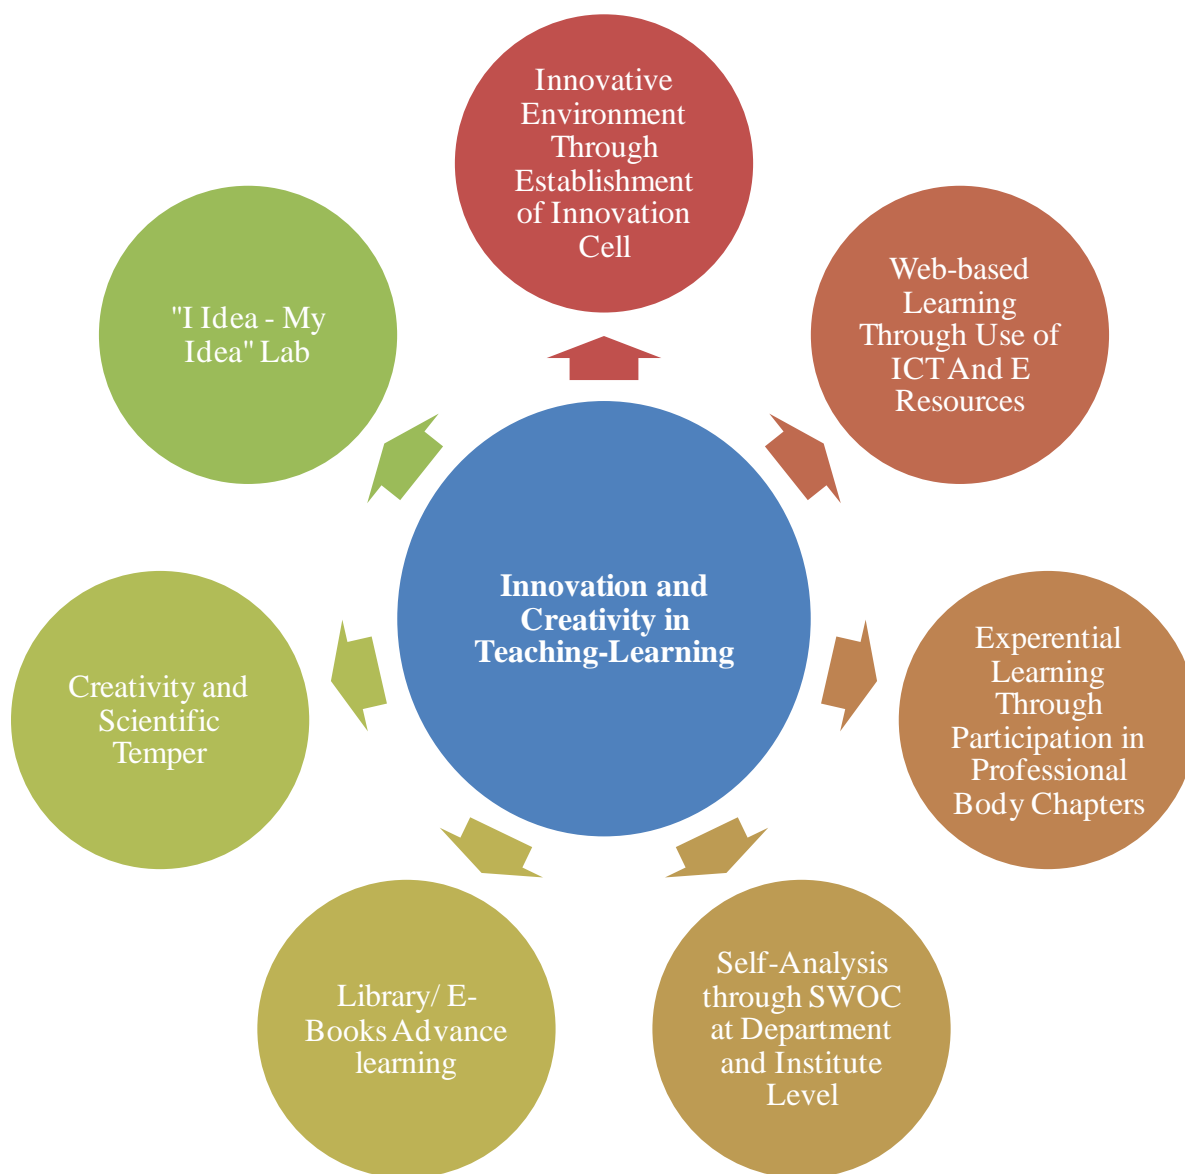 Innovative
Environment
Through
Establishment
of Innovation
Cell
Web-based
Learning
Through Use of
ICT And E
Resources
Experential
Learning
Through
Participation in
Professional
Body Chapters
Self-Analysis
through SWOC
at Department
and Institute
Level
Library/ E-
Books Advance
learning
Creativity and
Scientific
Temper
"I Idea - My
Idea" Lab
Innovation and
Creativity in
Teaching-Learning